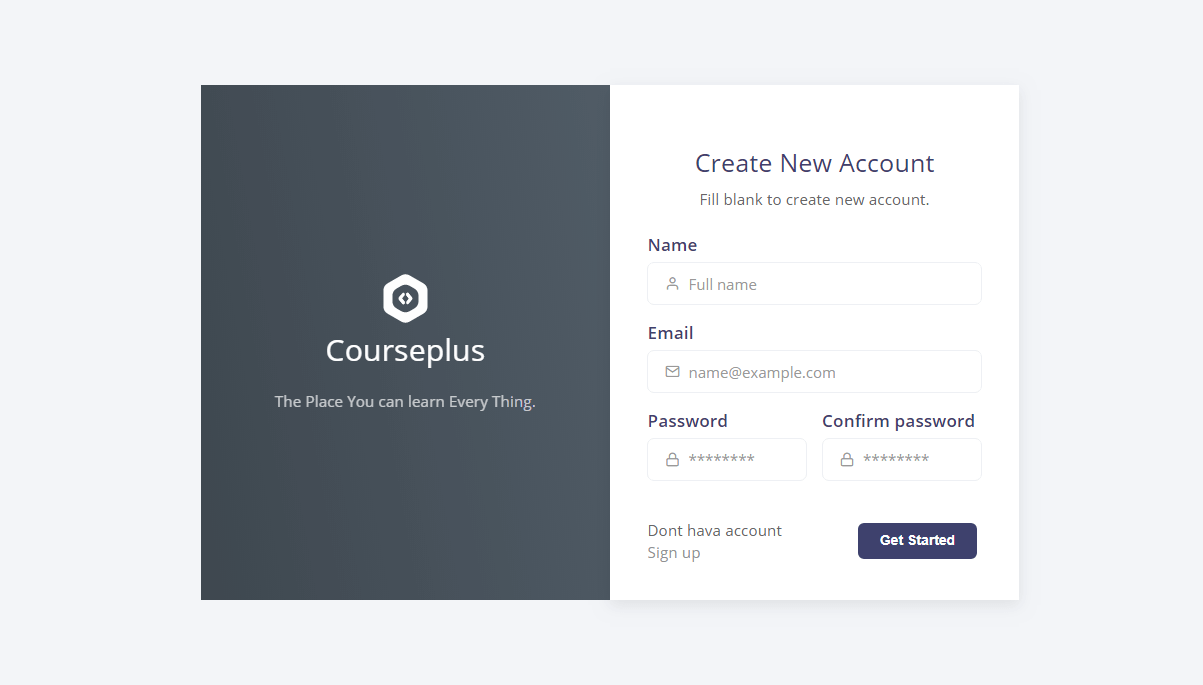 Courseplus
The Place You can learn Every Thing.
Create New Account
Fill blank to create new account.
Name
Full name
Email
name@example.com
Password
Confirm password
********
********
Dont hava account
Sign up
Get Started